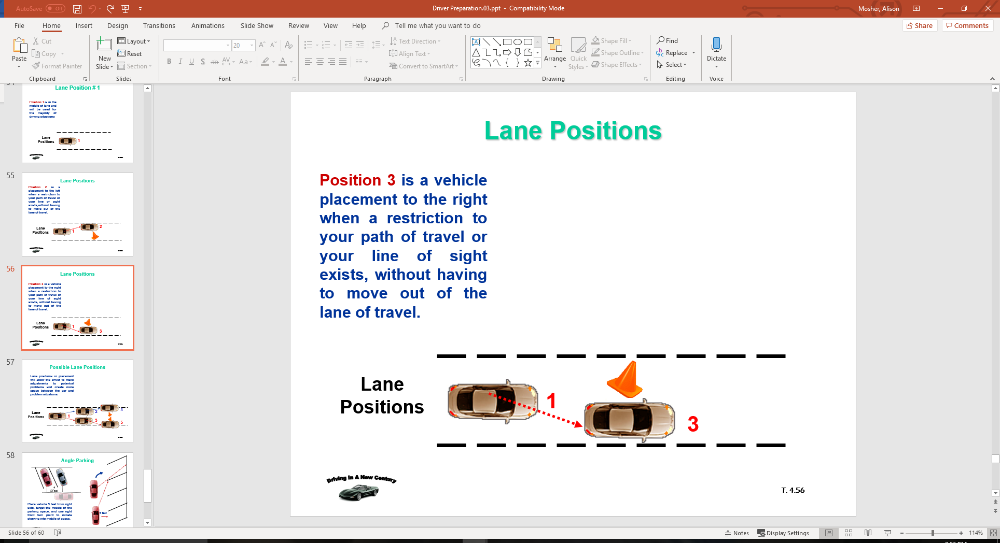 AutoSave Off
Driver Preparation.03.ppt - Compatibility Mode
Mosher, Alison
File Home Insert Design Transitions Animations Slide Show Review View Help Tell me what you want to do
Share Comments
Paste
Cut
Copy
Format Painter
Clipboard
New Slide
Layout
Reset
Section
Slides
20
B I U S ab AV Aa A
Font
Text Direction
Align Text
Convert to SmartArt
Paragraph
Arrange
Quick Styles
Shape Fill
Shape Outline
Shape Effects
Drawing
Find
Replace
Select
Editing
Dictate
Voice
Lane Position # 1
Position 1 is in the
middle of lane and
will be used for
the majority of
driving situations
Lane
Positions
1
55
Lane Positions
Position 2 is a
placement to the left
when a restriction to
your path of travel or
your line of sight
exists,without having
to move out of the
lane of travel.
Lane
Positions
1
2
56
Lane Positions
Position 3 is a vehicle
placement to the right
when a restriction to
your path of travel or
your line of sight
exists, without having
to move out of the
lane of travel.
Lane
Positions
1
3
57
Possible Lane Positions
Lane positions or placement
will allow the driver to make
adjustments to potential
problems and create more
space between the car and
problem situations.
Lane
Positions
1
2
3
4
5
58
Angle Parking
5 Feet
Place vehicle 5 feet from right
side, target the middle of the
parking space, and use right
front turn point to initiate
steering into middle of space.
5 feet
Lane Positions
Position 3 is a vehicle
placement to the right
when a restriction to
your path of travel or
your line of sight
exists, without having
to move out of the
lane of travel.
Lane
Positions
1
3
Driving In A New Century
T. 4.56
Slide 56 of 60
Notes
Display Settings
114%